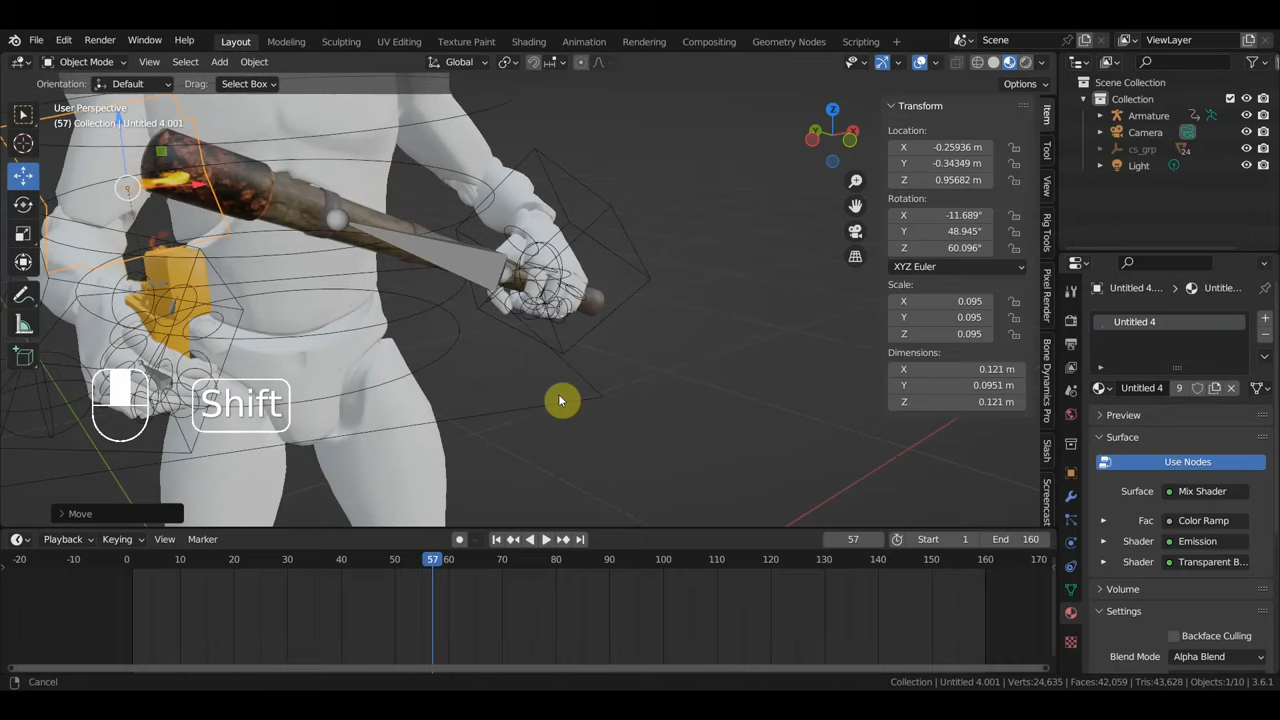 File Edit Render Window Help Layout Modeling Sculpting UV Editing Texture Paint Shading Animation Rendering Compositing Geometry Nodes Scripting + Scene ViewLayer
Object Mode View Select Add Object Global
Orientation: Default Drag: Select Box Options
User Perspective
(57) Collection | Untitled 4.001
Transform
Location:
X -0.25936 m
Y -0.34349 m
Z 0.95682 m
Rotation:
X -11.689°
Y 48.945°
Z 60.096°
XYZ Euler
Scale:
X 0.095
Y 0.095
Z 0.095
Dimensions:
X 0.121 m
Y 0.0951 m
Z 0.121 m
Item
Tool
View
Rig Tools
Pixel Render
Bone Dynamics Pro
Slash
Screencast
Z
Y
X
Shift
Move
Scene Collection
Collection
Armature
Camera
cs_grp 24
Light
Untitled 4.... Untitle...
Untitled 4
Untitled 4 9
Preview
Surface
Use Nodes
Surface Mix Shader
Fac Color Ramp
Shader Emission
Shader Transparent B...
Volume
Settings
Backface Culling
Blend Mode Alpha Blend
Playback Keying View Marker 57 Start 1 End 160
-20 -10 0 10 20 30 40 50 57 60 70 80 90 100 110 120 130 140 150 160 170
Cancel Collection | Untitled 4.001 | Verts:24,635 | Faces:42,059 | Tris:43,628 | Objects:1/10 | 3.6.1